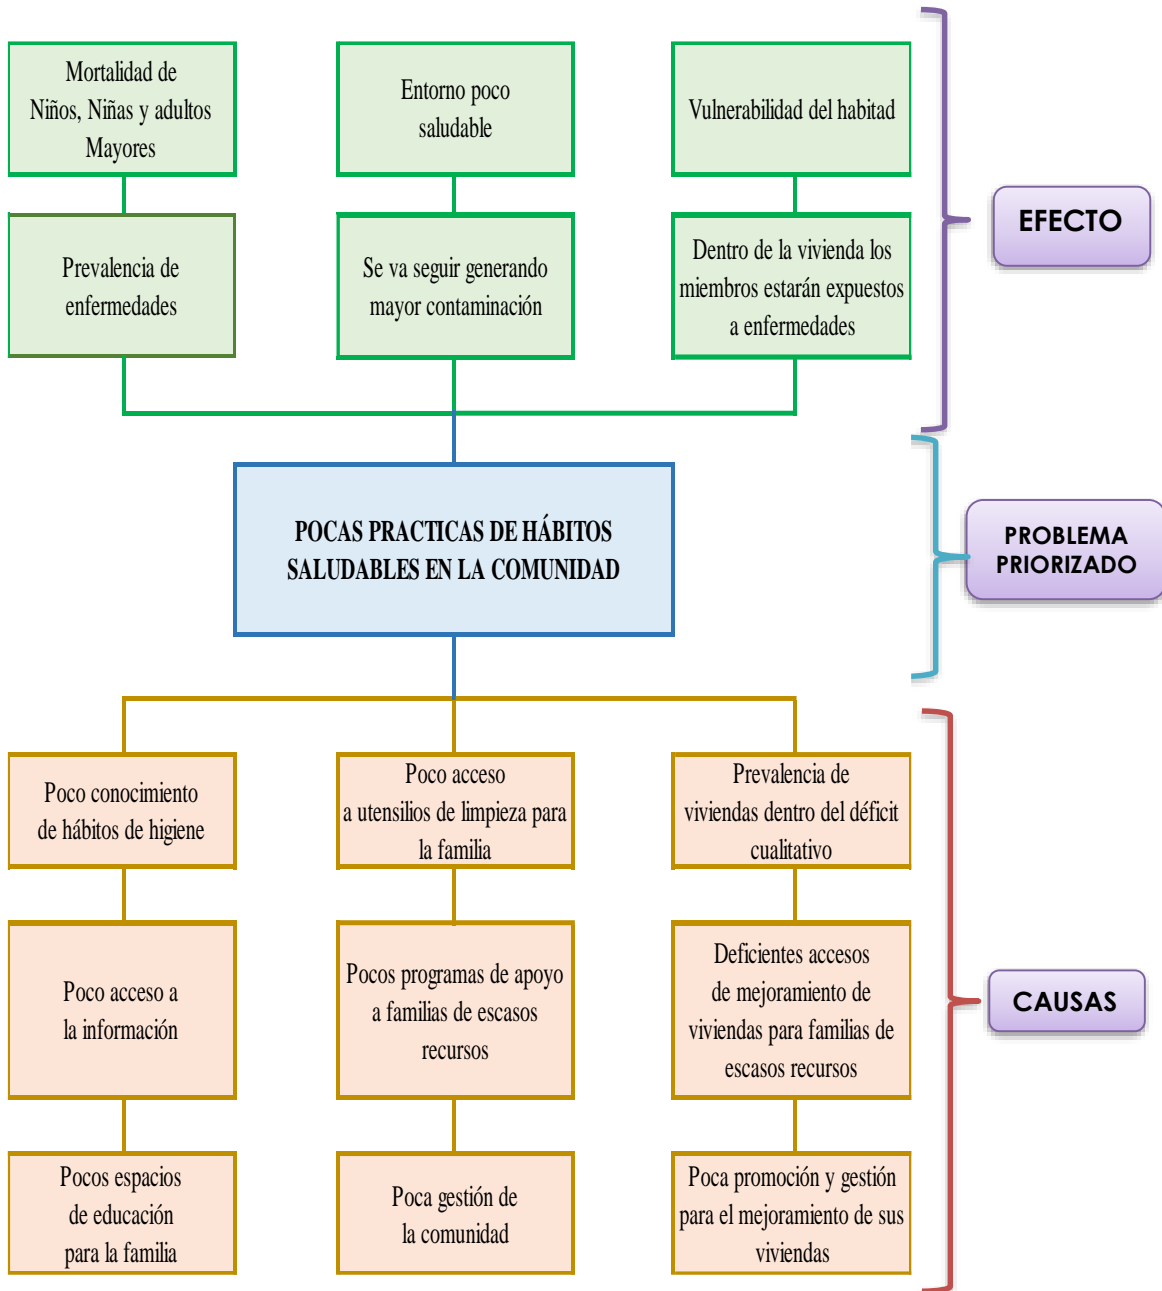 Mortalidad de
Niños, Niñas y adultos
Mayores
Entorno poco
saludable
Vulnerabilidad del habitad
EFECTO
Prevalencia de
enfermedades
Se va seguir generando
mayor contaminación
Dentro de la vivienda los
miembros estarán expuestos
a enfermedades
POCAS PRACTICAS DE HÁBITOS
SALUDABLES EN LA COMUNIDAD
PROBLEMA
PRIORIZADO
Poco conocimiento
de hábitos de higiene
Poco acceso
a utensilios de limpieza para
la familia
Prevalencia de
viviendas dentro del déficit
cualitativo
Poco acceso a
la información
Pocos programas de apoyo
a familias de escasos
recursos
Deficientes accesos
de mejoramiento de
viviendas para familias de
escasos recursos
CAUSAS
Pocos espacios
de educación
para la familia
Poca gestión de
la comunidad
Poca promoción y gestión
para el mejoramiento de sus
viviendas